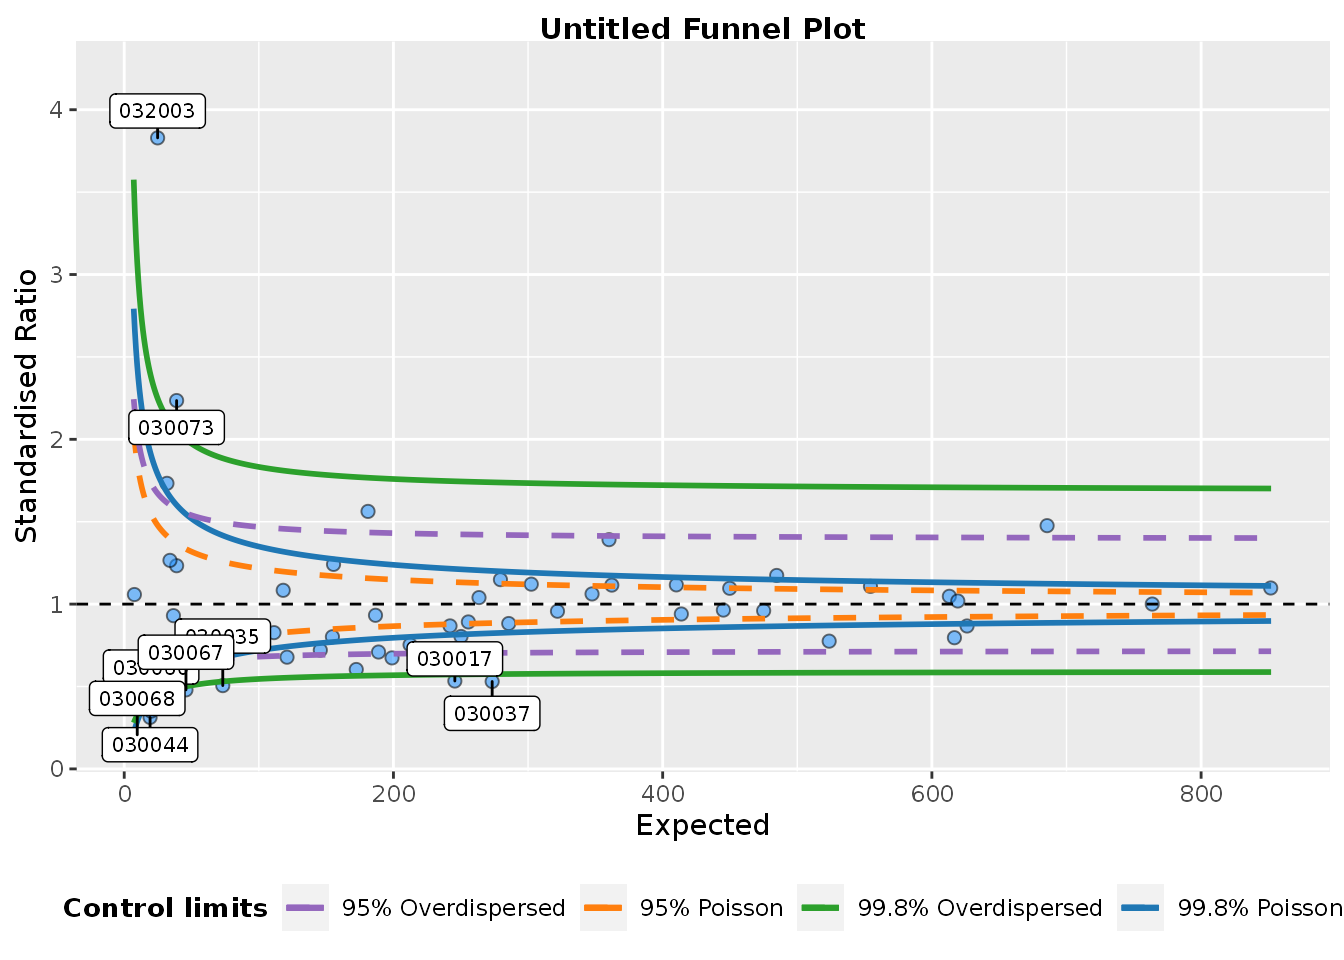 Untitled Funnel Plot
Standardised Ratio
4
3
2
1
0
032003
030073
030035
030067
030068
030044
030017
030037
0
200
400
600
800
Expected
Control limits
95% Overdispersed
95% Poisson
99.8% Overdispersed
99.8% Poisson